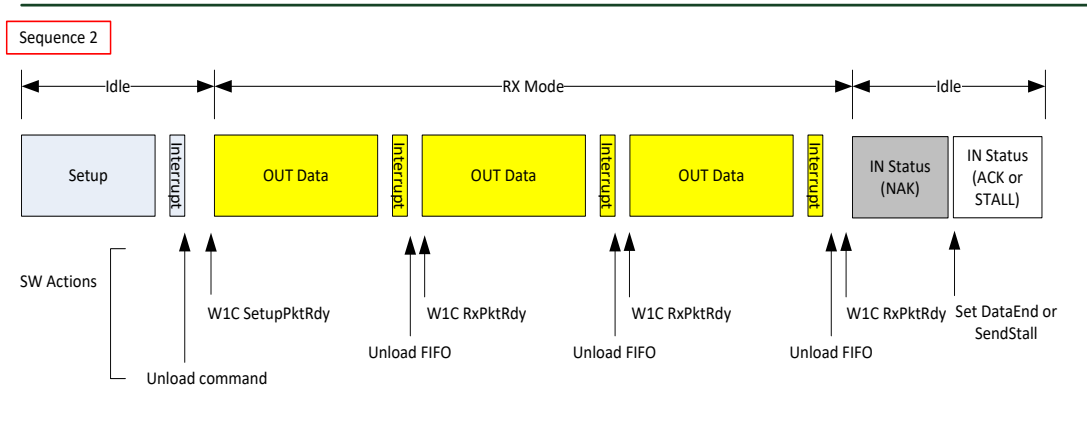 Sequence 2
Idle
RX Mode
Idle
Setup
Interrupt
OUT Data
Interrupt
OUT Data
Interrupt
OUT Data
Interrupt
IN Status
(NAK)
IN Status
(ACK or
STALL)
SW Actions
W1C SetupPktRdy
W1C RxPktRdy
W1C RxPktRdy
W1C RxPktRdy
Set DataEnd or
SendStall
Unload FIFO
Unload FIFO
Unload FIFO
Unload command